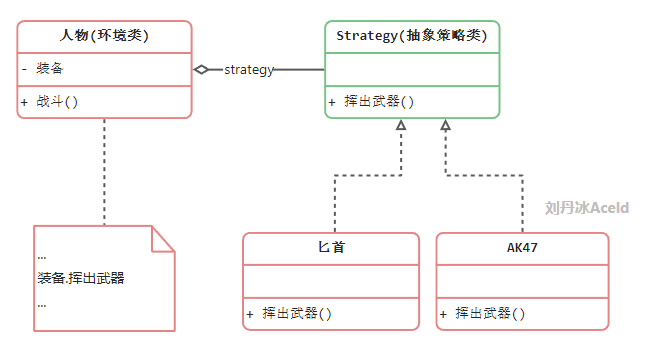 人物(环境类)
- 装备
+ 战斗()
strategy
Strategy(抽象策略类)
+ 挥出武器()
刘丹冰Aceld
...
装备.挥出武器
...
匕首
+ 挥出武器()
AK47
+ 挥出武器()